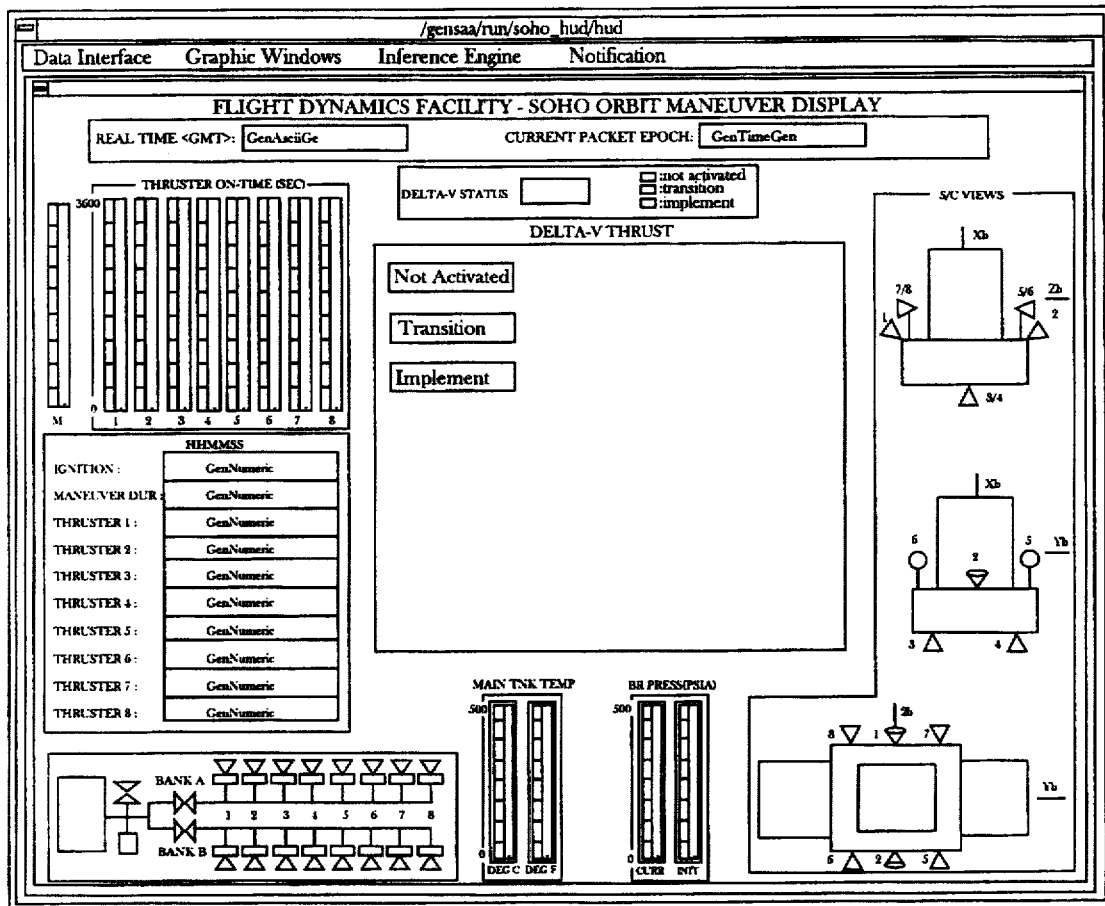 /gensaa/run/soho_hud/hud
Data Interface Graphic Windows Inference Engine Notification
FLIGHT DYNAMICS FACILITY - SOHO ORBIT MANEUVER DISPLAY
REAL TIME <GMT>: GenAsciiGe CURRENT PACKET EPOCH: GenTimeGen
DELTA-V STATUS
:not activated
:transition
:implement
THRUSTER ON-TIME (SEC)
3600
0
M 1 2 3 4 5 6 7 8
DELTA-V THRUST
Not Activated
Transition
Implement
S/C VIEWS
Xb
7/8 5/6 Zb
1 2
3/4
Xb
6 2 5 Yb
3 4
Zb
8 1 7
Yb
6 2 5
HHMMSS
IGNITION : GenNumeric
MANEUVER DUR : GenNumeric
THRUSTER 1 : GenNumeric
THRUSTER 2 : GenNumeric
THRUSTER 3 : GenNumeric
THRUSTER 4 : GenNumeric
THRUSTER 5 : GenNumeric
THRUSTER 6 : GenNumeric
THRUSTER 7 : GenNumeric
THRUSTER 8 : GenNumeric
MAIN TNK TEMP
500
0
DEG C DEG F
BR PRESS(PSIA)
500
0
CURR INIT
BANK A
1 2 3 4 5 6 7 8
BANK B